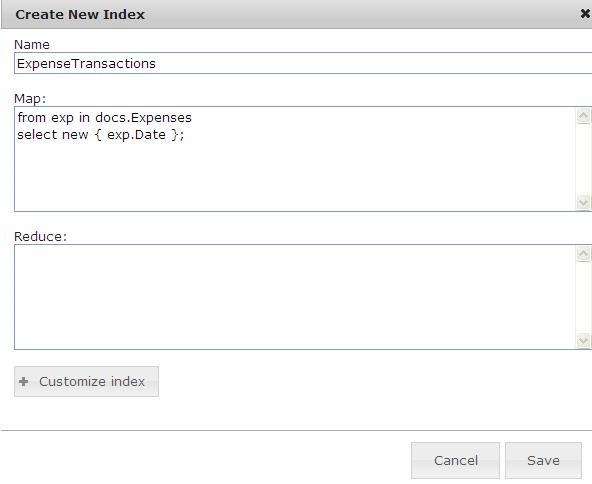 Create New Index
Name
ExpenseTransactions
Map:
from exp in docs.Expenses
select new { exp.Date };
Reduce:
Customize index
Cancel Save